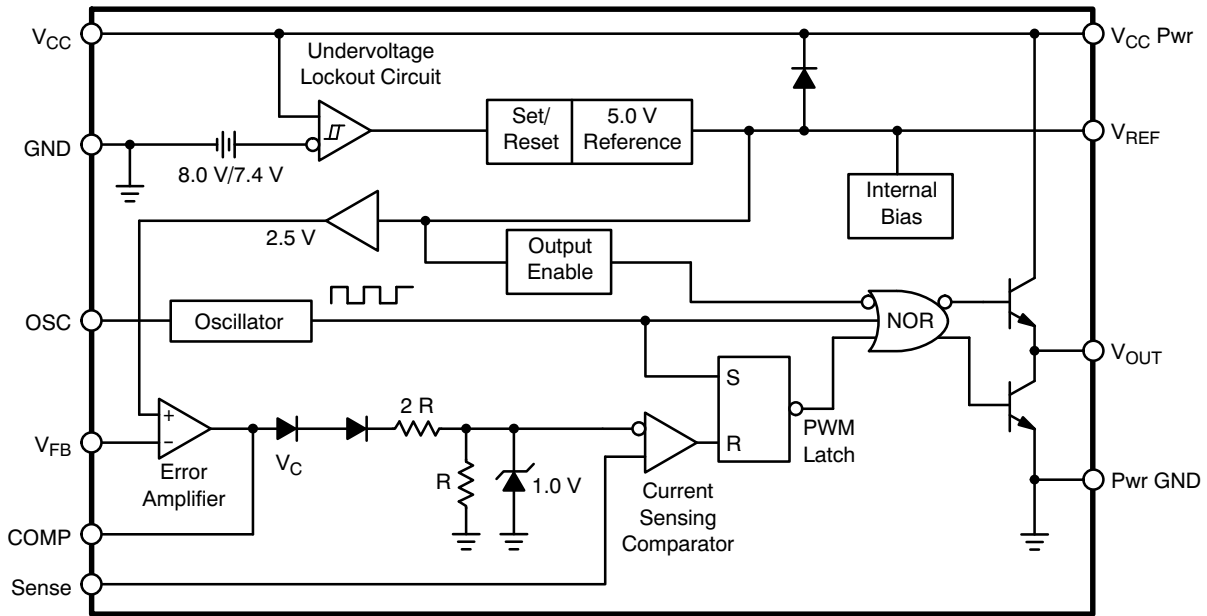 V_CC
Undervoltage
Lockout Circuit
V_CC Pwr
Set/
Reset
5.0 V
Reference
V_REF
GND
8.0 V/7.4 V
Internal
Bias
2.5 V
Output
Enable
OSC
Oscillator
NOR
V_OUT
S
R
PWM
Latch
+
−
V_FB
Error
Amplifier
V_C
2 R
R
1.0 V
Current
Sensing
Comparator
Pwr GND
COMP
Sense